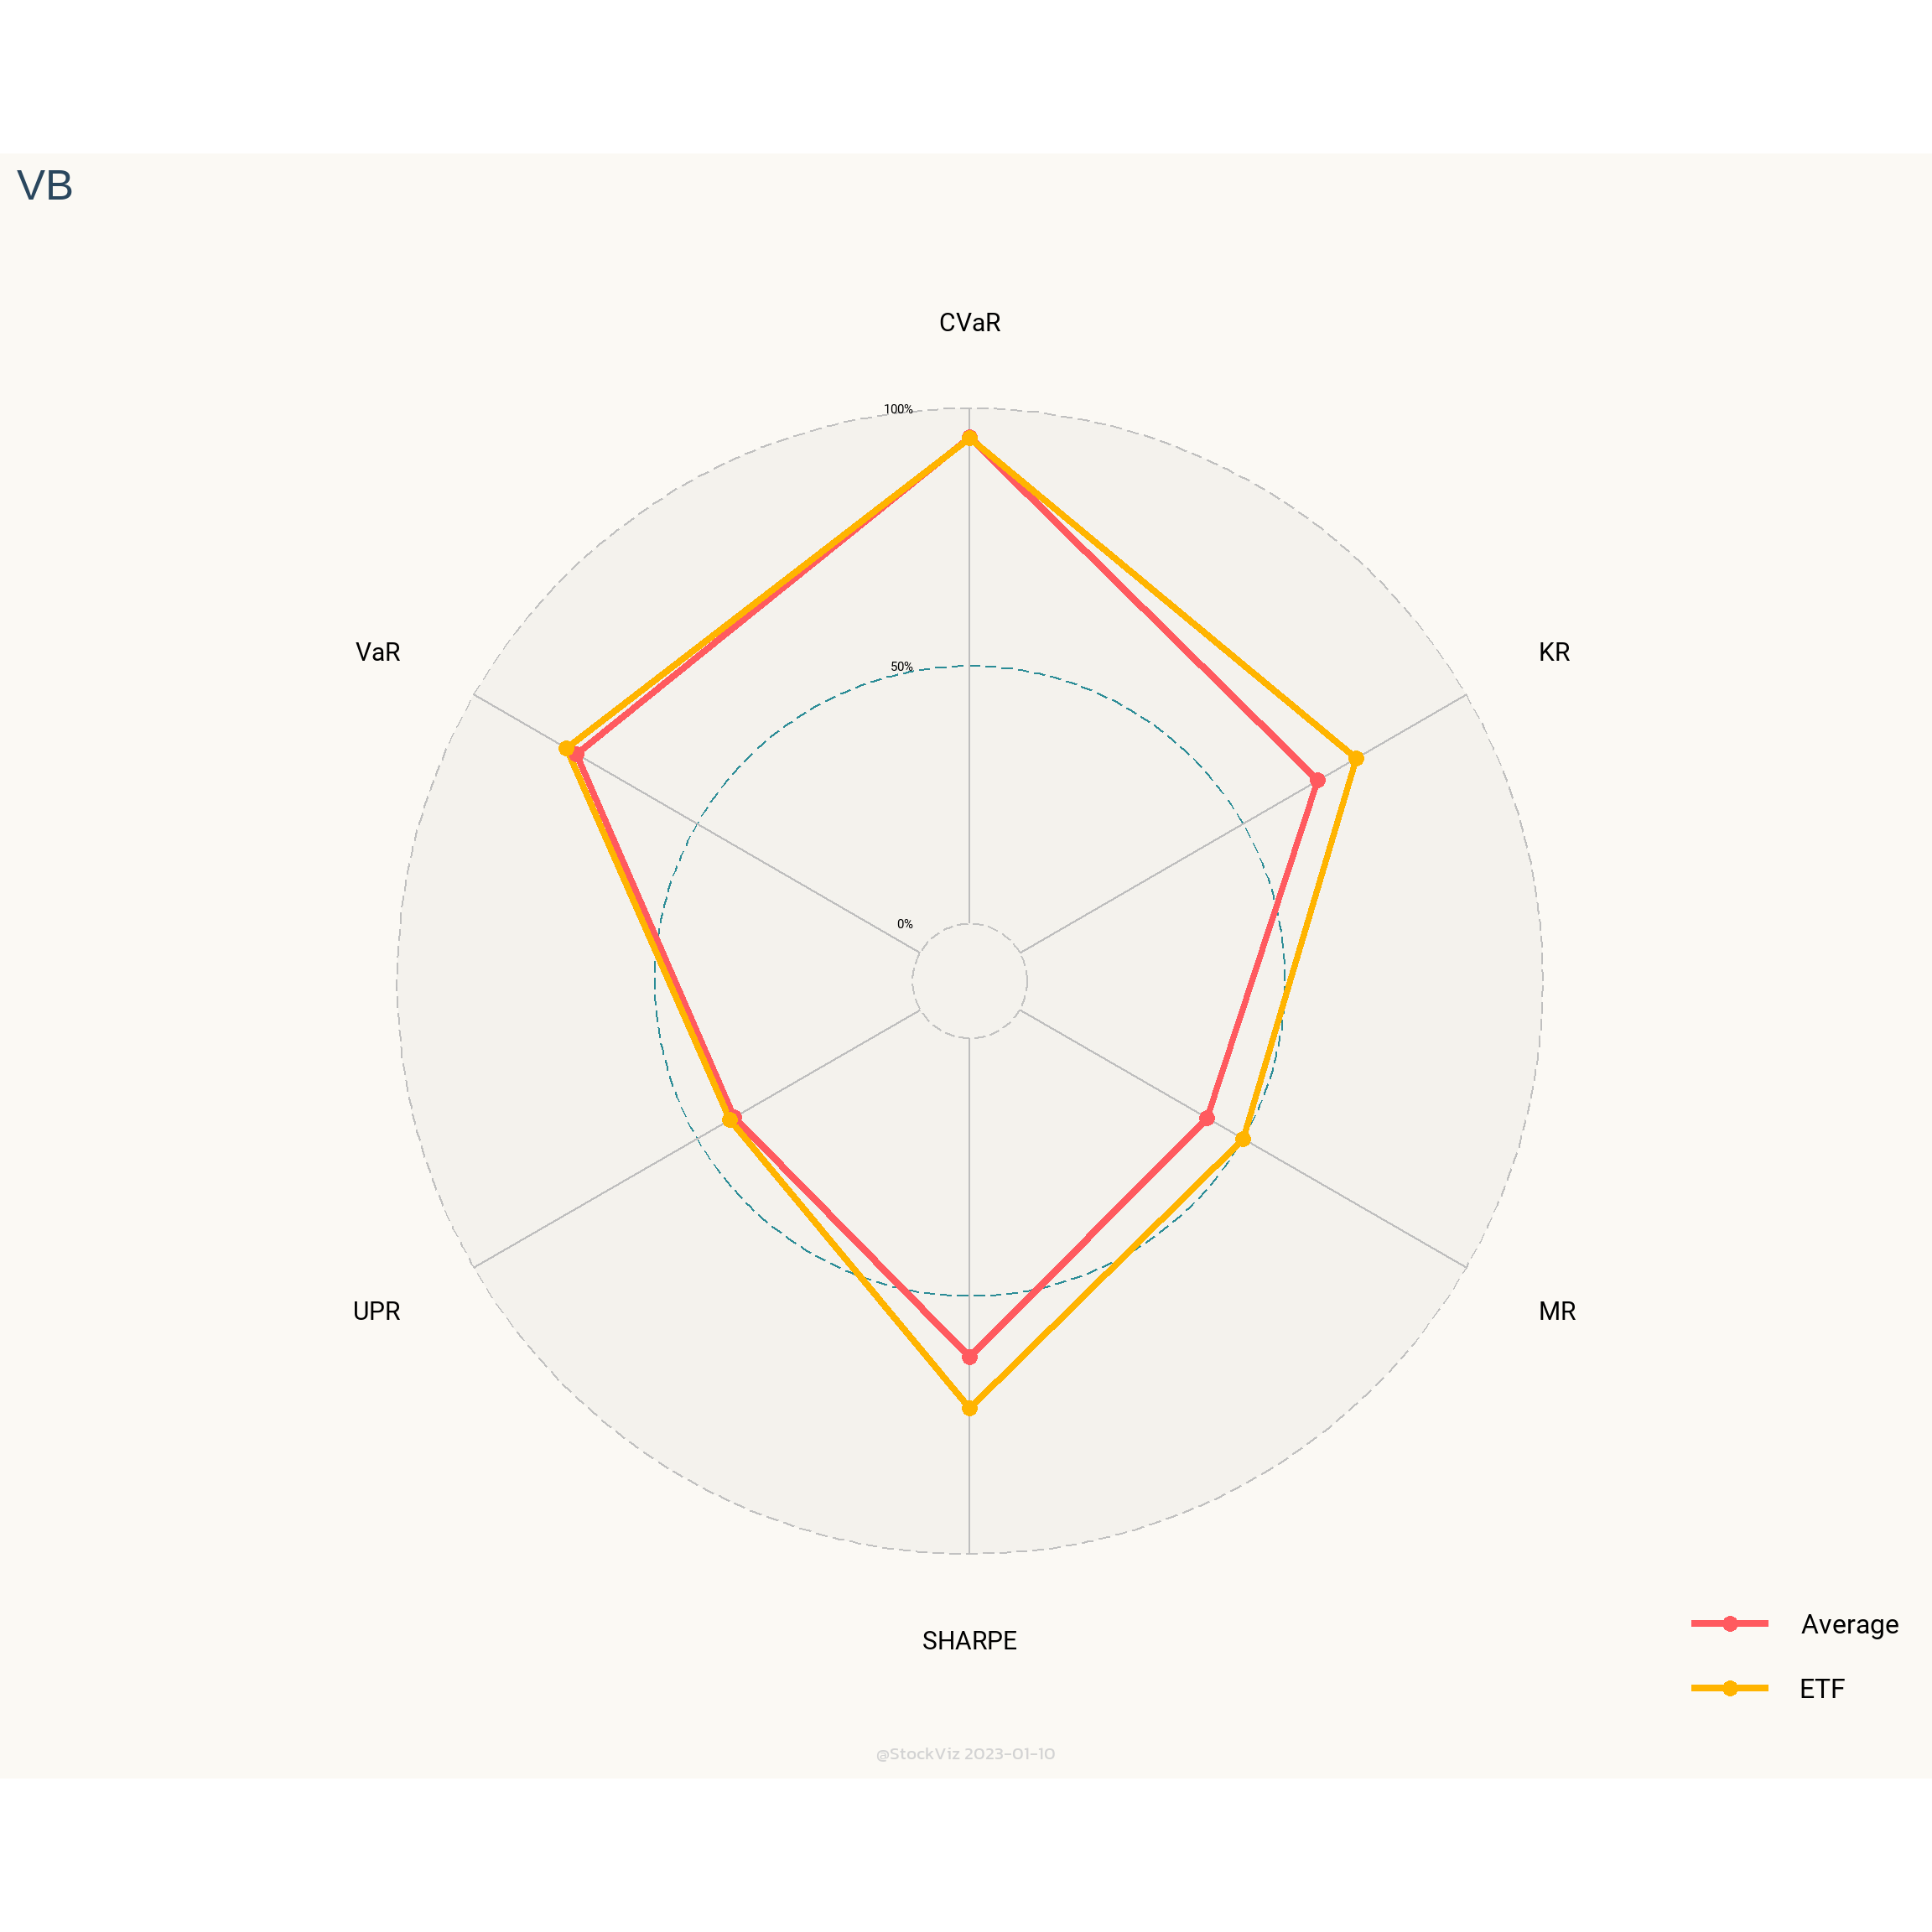 VB
CVaR
100%
VaR
KR
50%
0%
UPR
MR
SHARPE
Average
ETF
@StockViz 2023-01-10